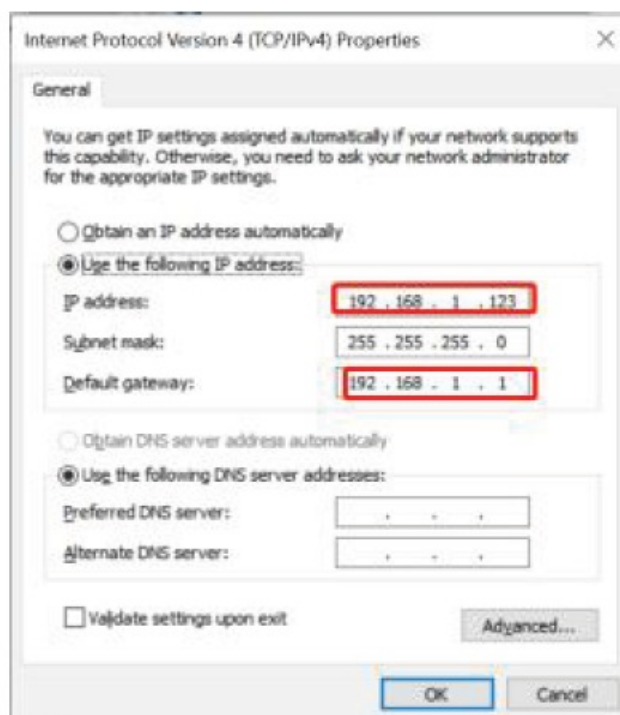 Internet Protocol Version 4 (TCP/IPv4) Properties
General
You can get IP settings assigned automatically if your network supports
this capability. Otherwise, you need to ask your network administrator
for the appropriate IP settings.
Obtain an IP address automatically
Use the following IP address:
IP address: 192 . 168 . 1 . 123
Subnet mask: 255 . 255 . 255 . 0
Default gateway: 192 . 168 . 1 . 1
Obtain DNS server address automatically
Use the following DNS server addresses:
Preferred DNS server: . . .
Alternate DNS server: . . .
Validate settings upon exit
Advanced...
OK Cancel